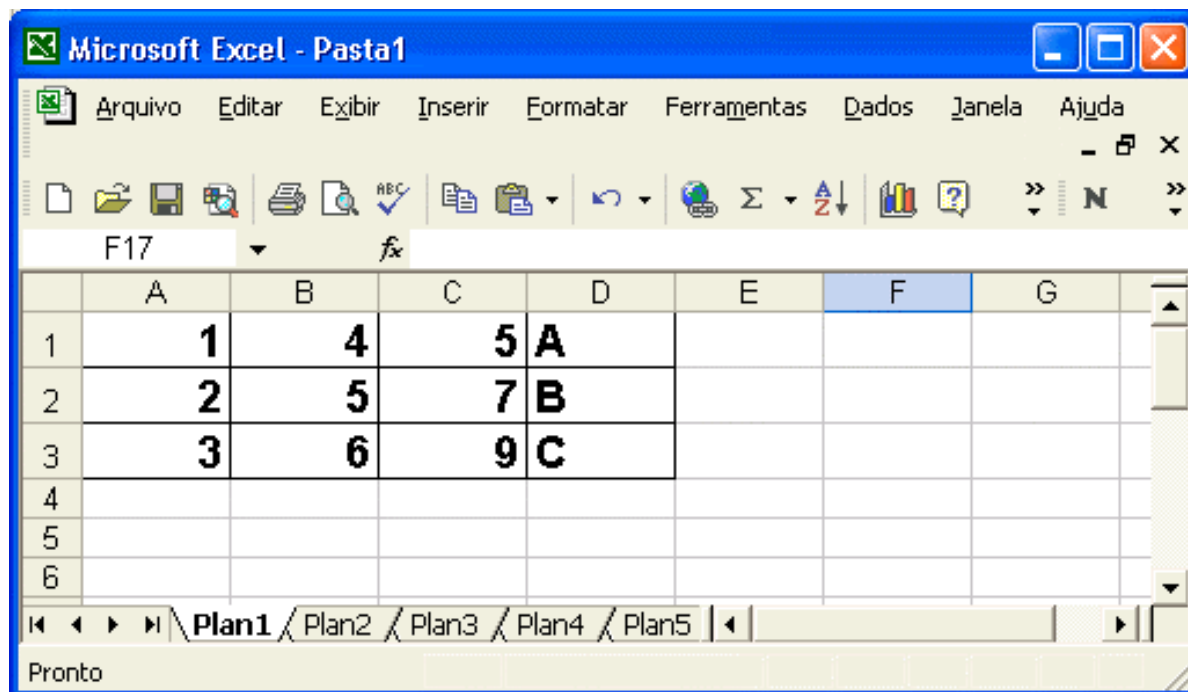 Microsoft Excel - Pasta1
Arquivo Editar Exibir Inserir Formatar Ferramentas Dados Janela Ajuda
ABC Σ A Z N
F17 fx
A B C D E F G
1 1 4 5 A
2 2 5 7 B
3 3 6 9 C
4
5
6
Plan1 Plan2 Plan3 Plan4 Plan5
Pronto